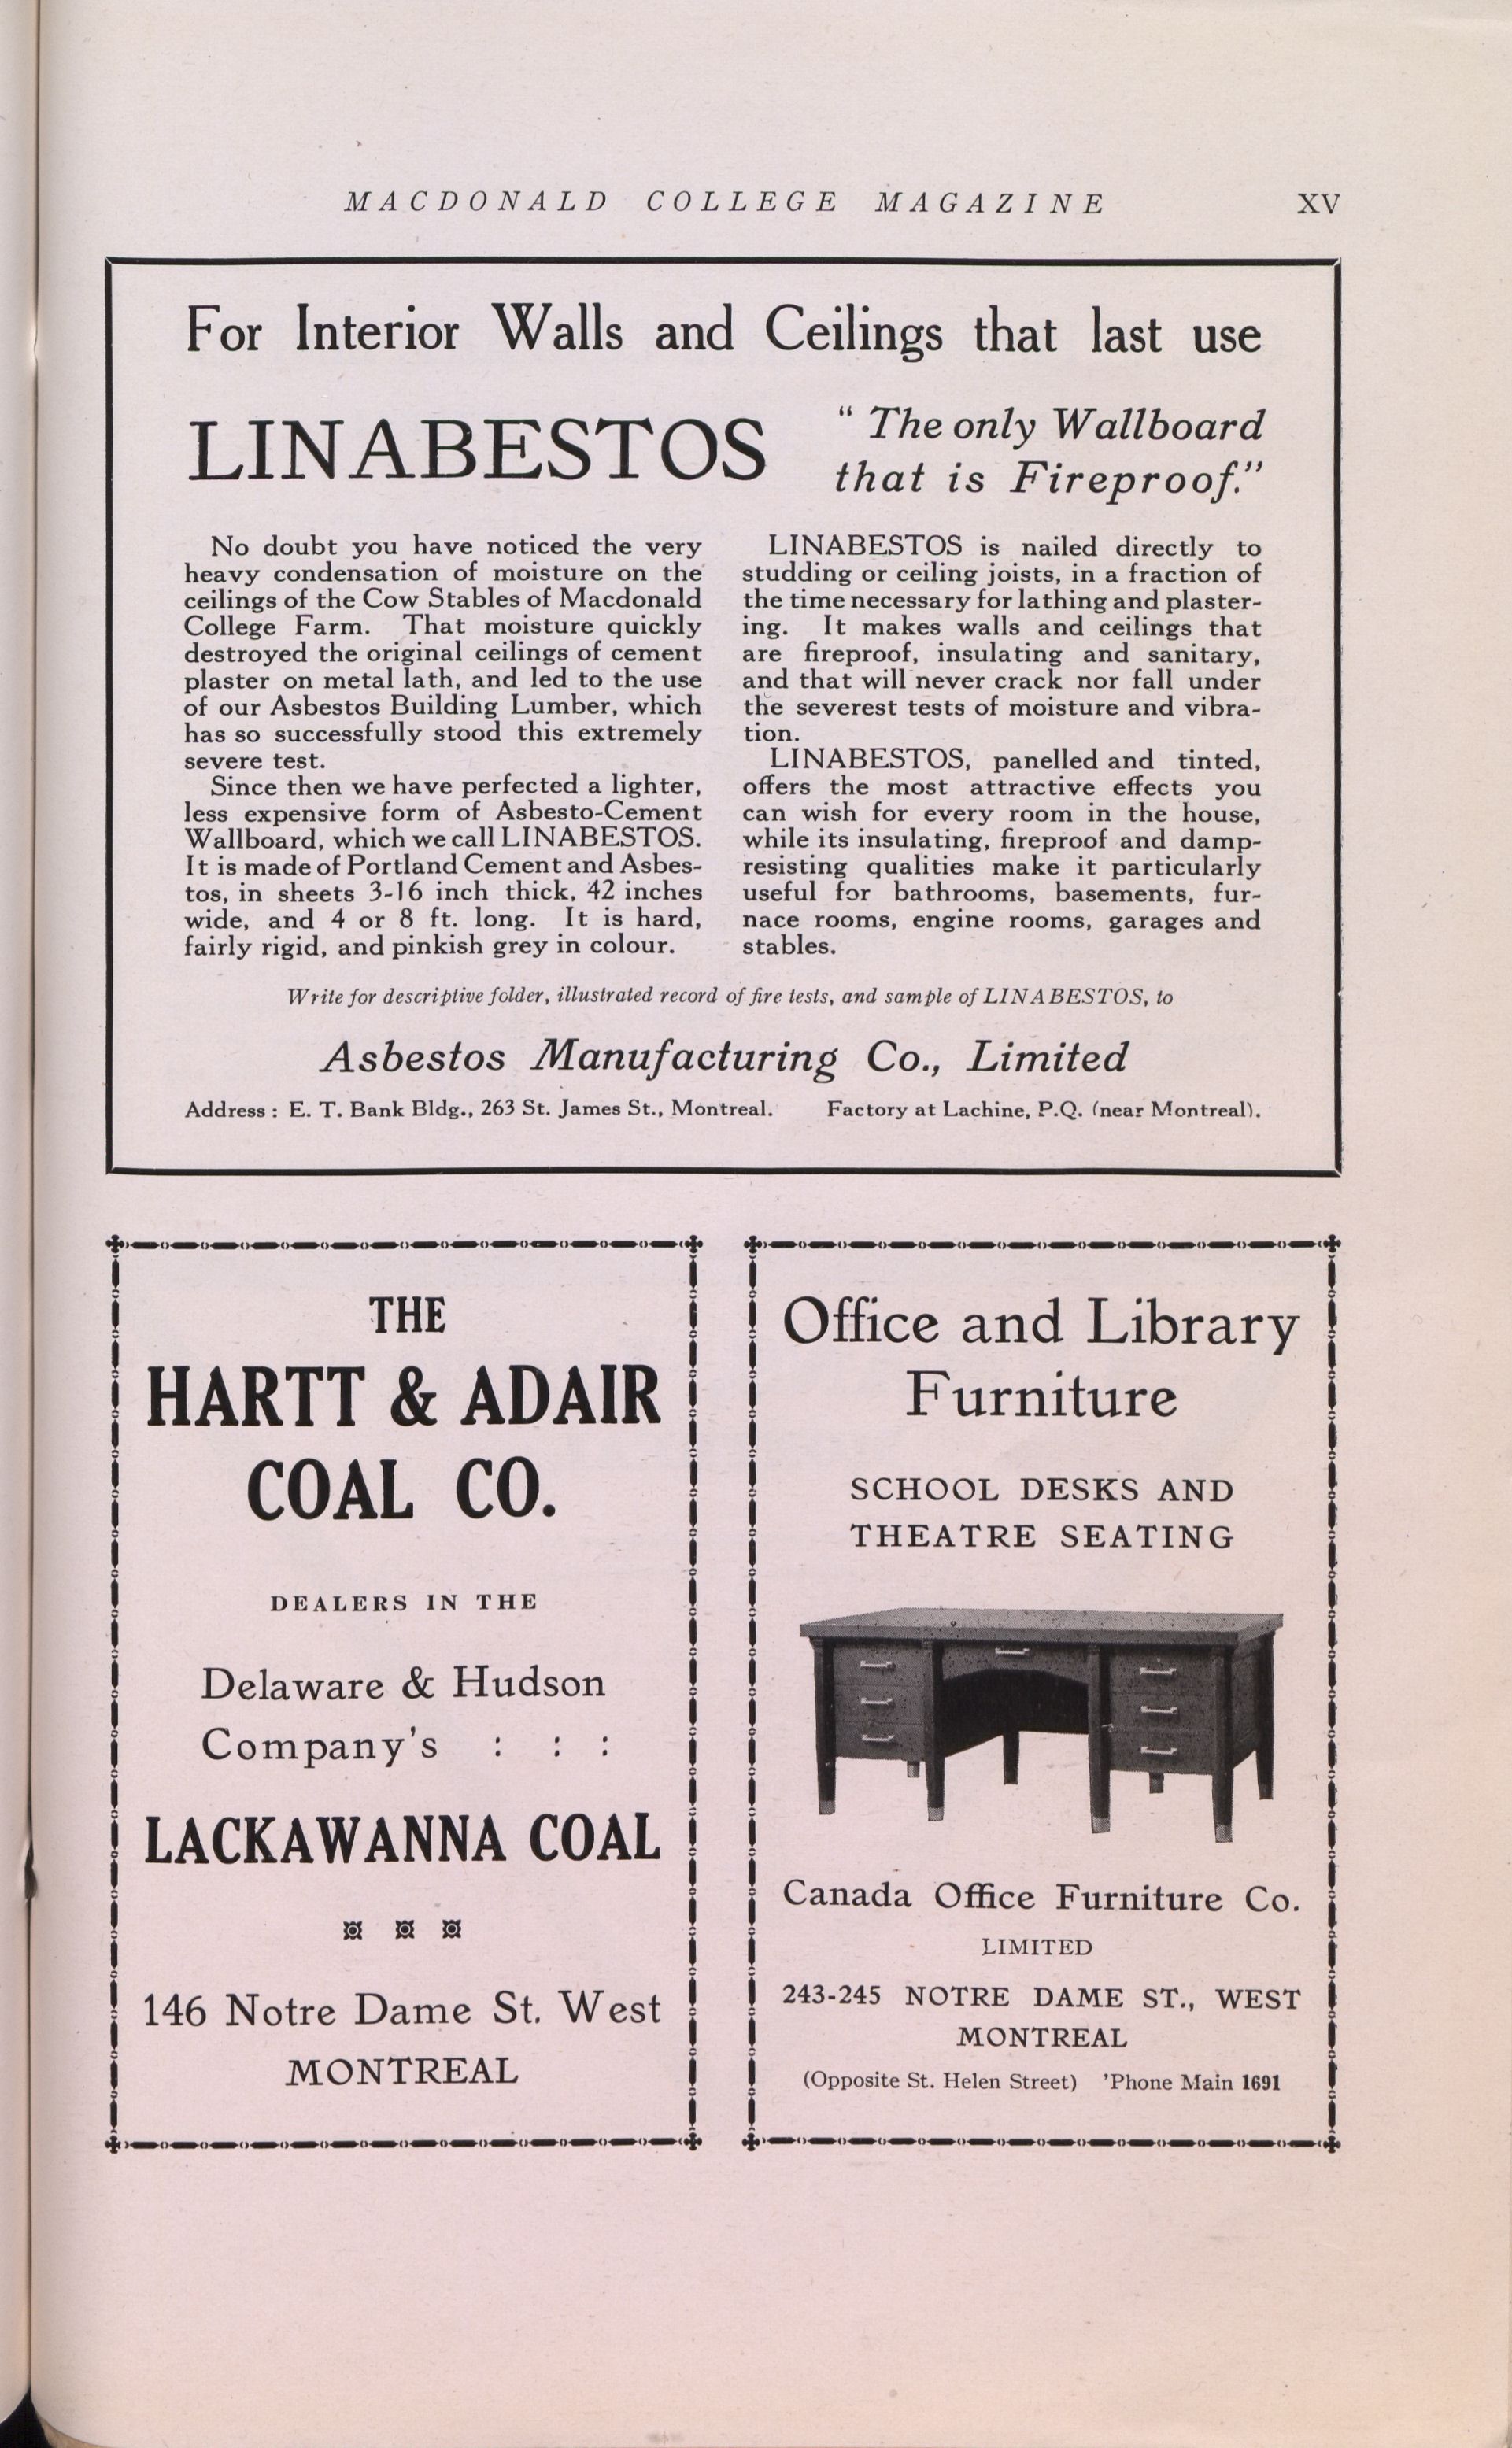 MACDONALD COLLEGE MAGAZINE XV
For Interior Walls and Ceilings that last use
LINABESTOS
“ The only Wallboard
that is Fireproof.”
No doubt you have noticed the very
heavy condensation of moisture on the
ceilings of the Cow Stables of Macdonald
College Farm. That moisture quickly
destroyed the original ceilings of cement
plaster on metal lath, and led to the use
of our Asbestos Building Lumber, which
has so successfully stood this extremely
severe test.
Since then we have perfected a lighter,
less expensive form of Asbesto-Cement
Wallboard, which we call LINABESTOS.
It is made of Portland Cement and Asbes-
tos, in sheets 3-16 inch thick, 42 inches
wide, and 4 or 8 ft. long. It is hard,
fairly rigid, and pinkish grey in colour.
LINABESTOS is nailed directly to
studding or ceiling joists, in a fraction of
the time necessary for lathing and plaster-
ing. It makes walls and ceilings that
are fireproof, insulating and sanitary,
and that will never crack nor fall under
the severest tests of moisture and vibra-
tion.
LINABESTOS, panelled and tinted,
offers the most attractive effects you
can wish for every room in the house,
while its insulating, fireproof and damp-
resisting qualities make it particularly
useful for bathrooms, basements, fur-
nace rooms, engine rooms, garages and
stables.
Write for descriptive folder, illustrated record of fire tests, and sample of LINABESTOS, to
Asbestos Manufacturing Co., Limited
Address : E. T. Bank Bldg., 263 St. James St., Montreal. Factory at Lachine, P.Q. (near Montreal).
THE
HARTT & ADAIR
COAL CO.
DEALERS IN THE
Delaware & Hudson
Company's : : :
LACKAWANNA COAL
146 Notre Dame St. West
MONTREAL
Office and Library
Furniture
SCHOOL DESKS AND
THEATRE SEATING
Canada Office Furniture Co.
LIMITED
243-245 NOTRE DAME ST., WEST
MONTREAL
(Opposite St. Helen Street) 'Phone Main 1691